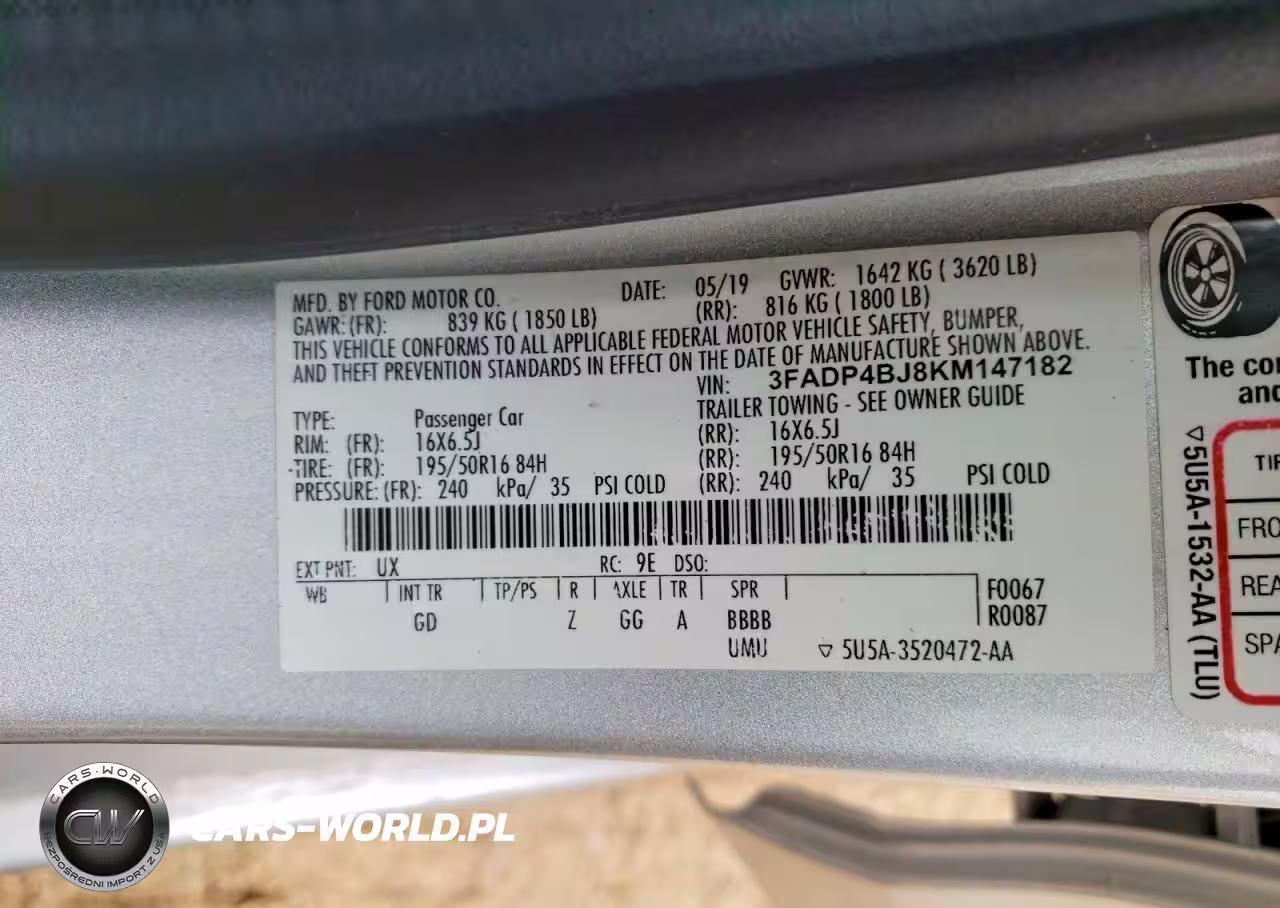 MFD. BY FORD MOTOR CO. DATE: 05/19 GVWR: 1642 KG ( 3620 LB)
GAWR: (FR): 839 KG ( 1850 LB) (RR): 816 KG ( 1800 LB)
THIS VEHICLE CONFORMS TO ALL APPLICABLE FEDERAL MOTOR VEHICLE SAFETY, BUMPER,
AND THEFT PREVENTION STANDARDS IN EFFECT ON THE DATE OF MANUFACTURE SHOWN ABOVE.
VIN: 3FADP4BJ8KM147182
TYPE: Passenger Car TRAILER TOWING - SEE OWNER GUIDE
RIM: (FR): 16X6.5J (RR): 16X6.5J
TIRE: (FR): 195/50R16 84H (RR): 195/50R16 84H
PRESSURE: (FR): 240 kPa/ 35 PSI COLD (RR): 240 kPa/ 35 PSI COLD
EXT PNT: UX RC: 9E DSO:
WB INT TR TP/PS R AXLE TR SPR F0067
GD Z GG A BBBB R0087
UMU ▽ 5U5A-3520472-AA
The co
and
▽5U5A-1532-AA (TLU)
TI
FRO
REA
SPA
CARS-WORLD
CW
BEZPOŚREDNI IMPORT Z USA
CARS-WORLD.PL